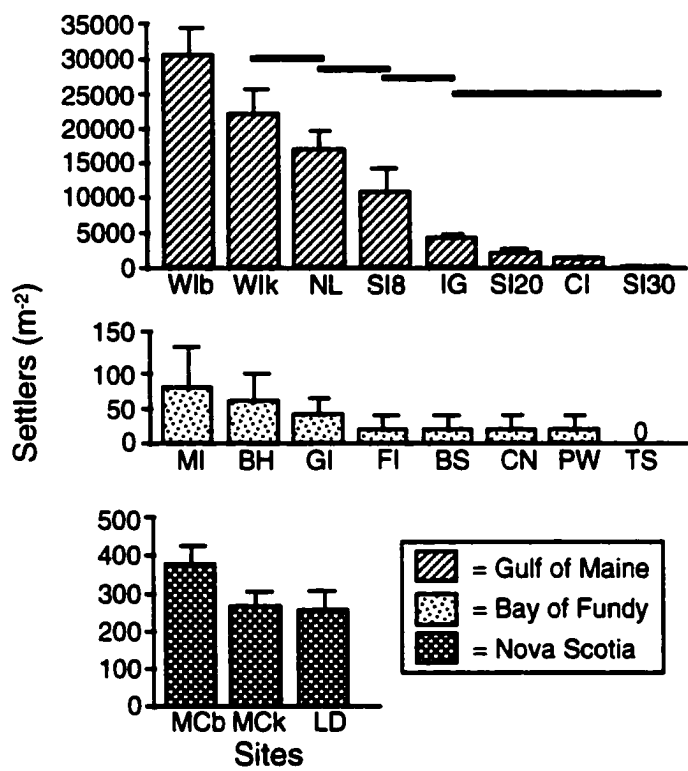 35000
30000
25000
20000
15000
10000
5000
0
WIb WIk NL SI8 IG SI20 CI SI30
Settlers (m-2)
150
100
50
0
0
MI BH GI FI BS CN PW TS
500
400
300
200
100
0
MCb MCk LD
Sites
= Gulf of Maine
= Bay of Fundy
= Nova Scotia